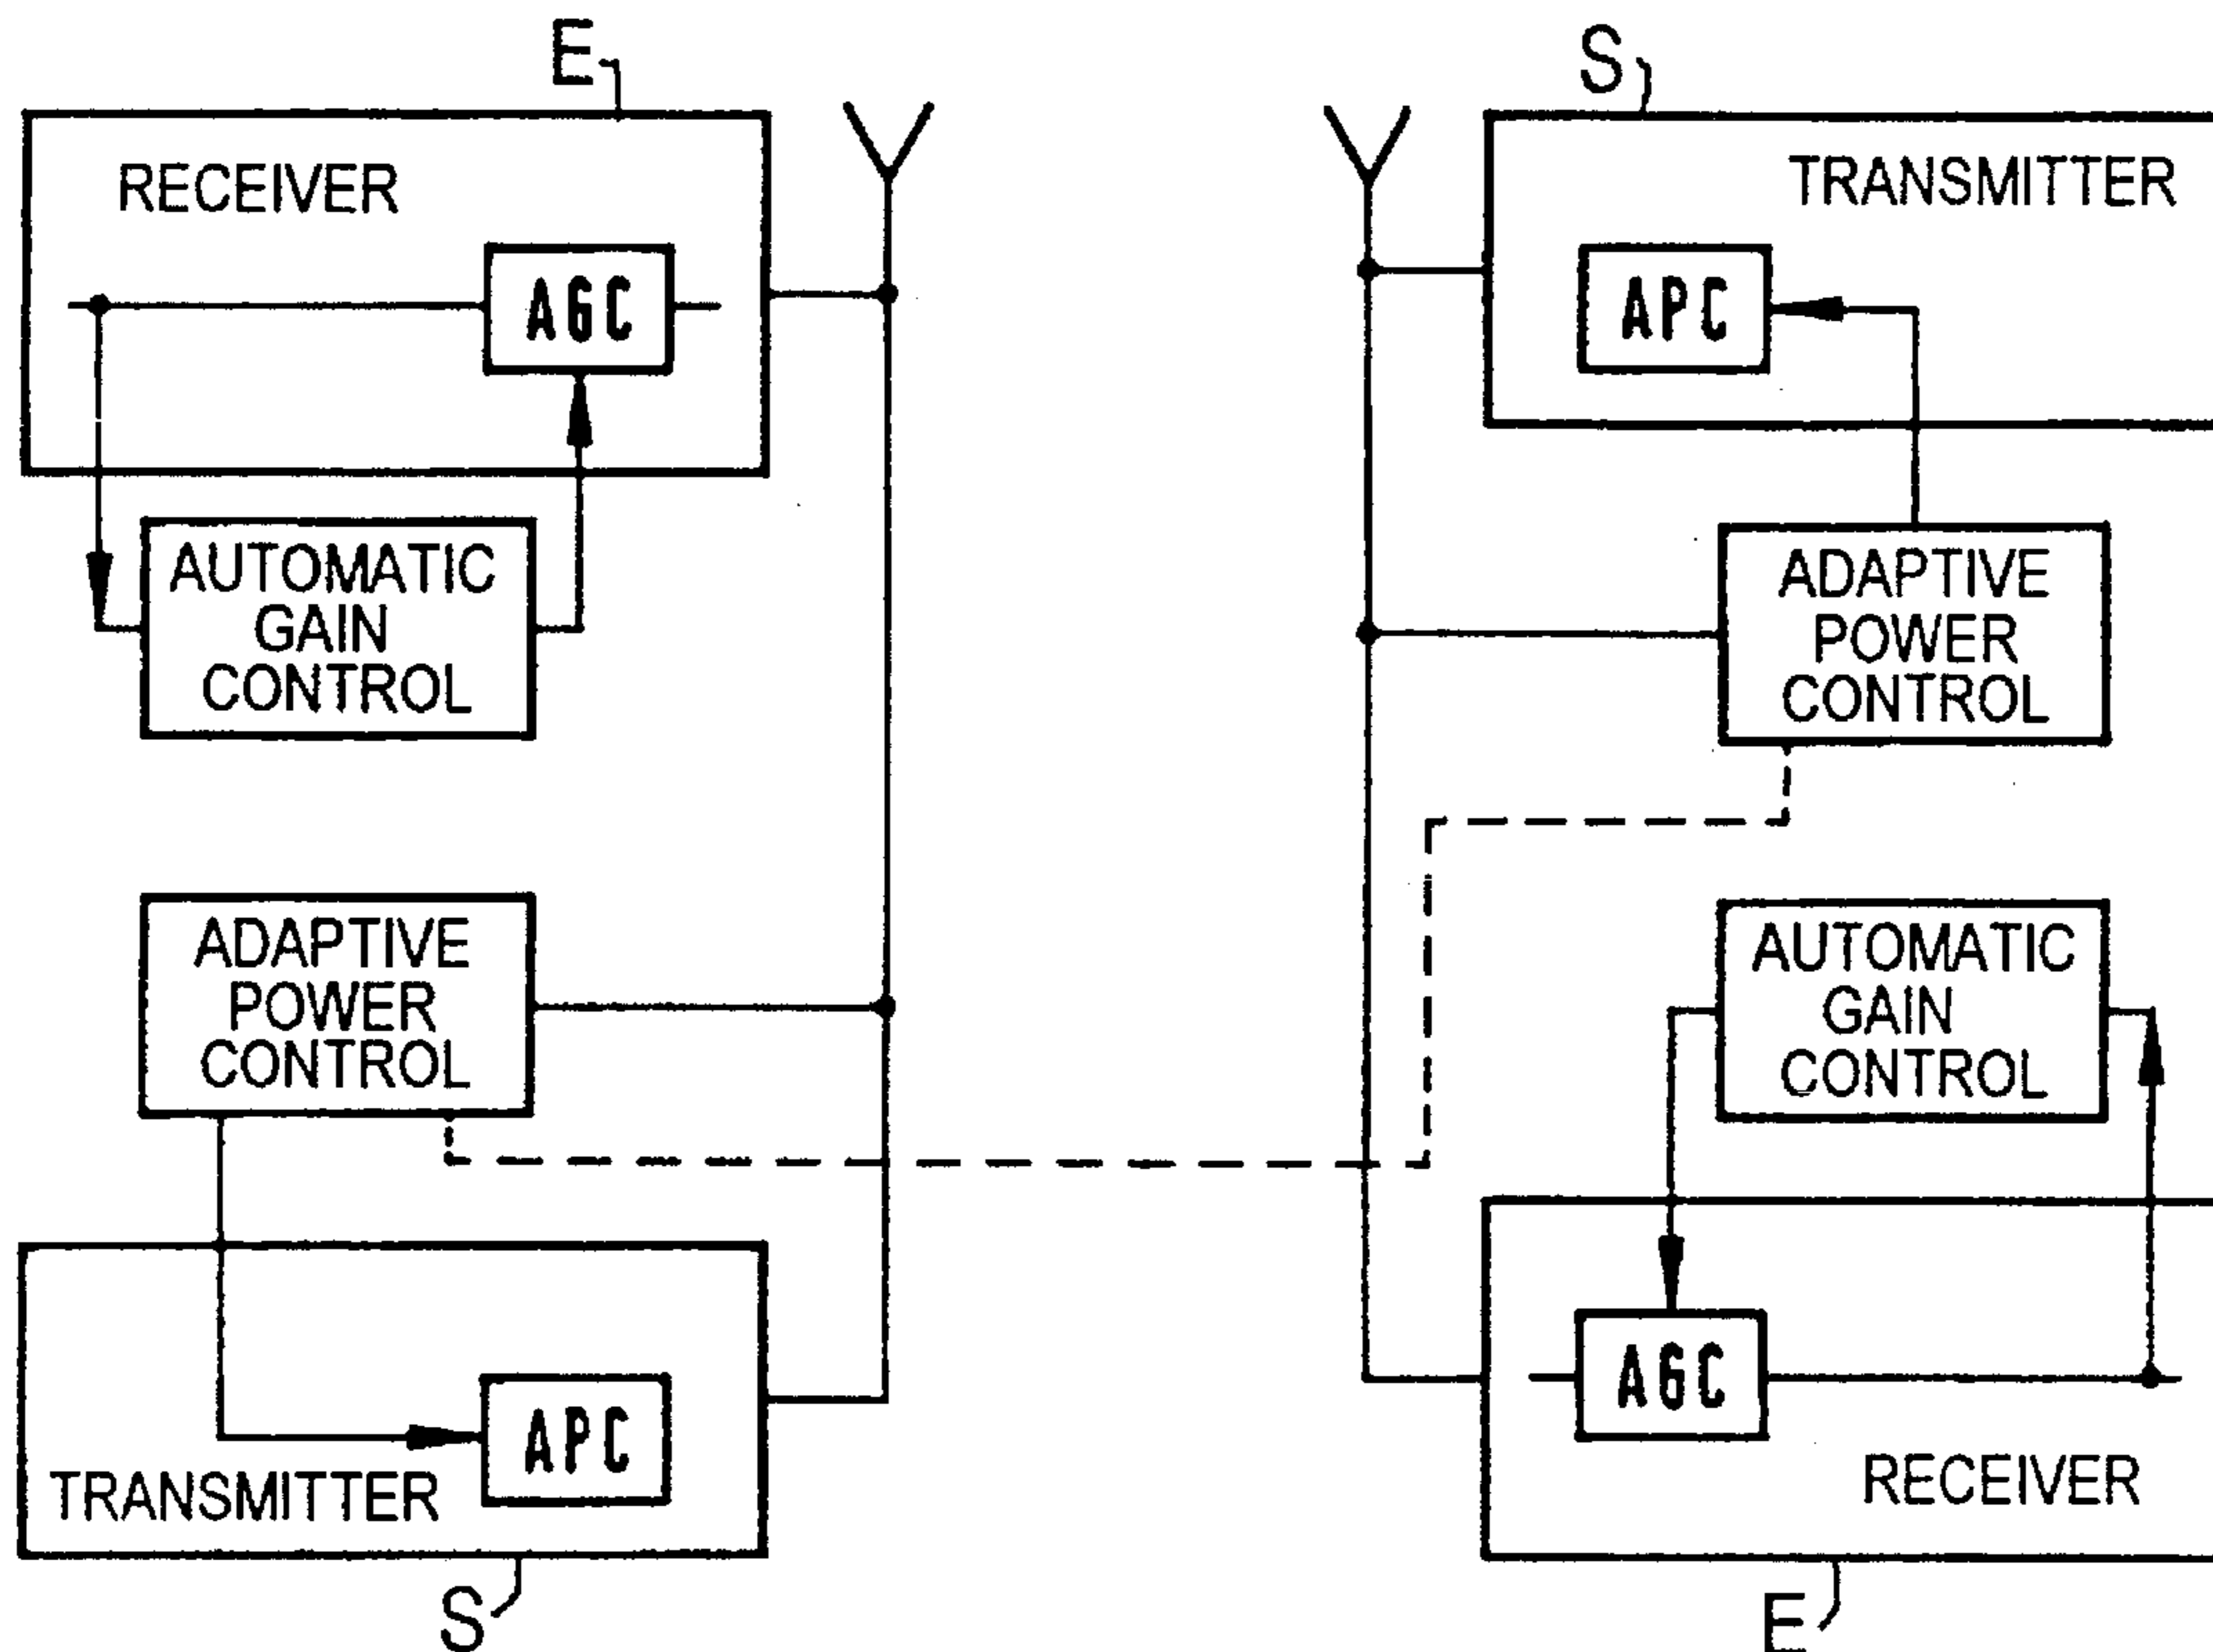 E
RECEIVER
AGC
AUTOMATIC
GAIN
CONTROL
ADAPTIVE
POWER
CONTROL
APC
TRANSMITTER
S
S
TRANSMITTER
APC
ADAPTIVE
POWER
CONTROL
AUTOMATIC
GAIN
CONTROL
AGC
RECEIVER
E